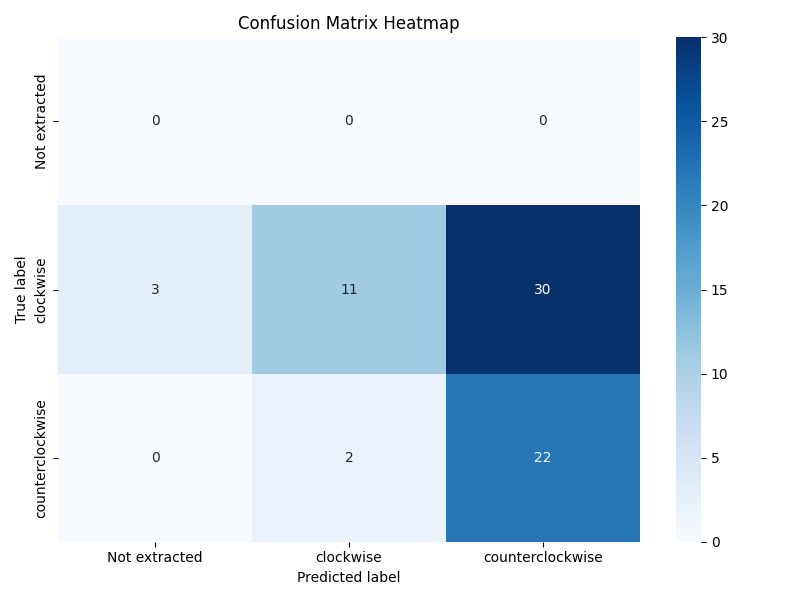 Confusion Matrix Heatmap
True label
Not extracted
0 0 0
clockwise
3 11 30
counterclockwise
0 2 22
Not extracted clockwise counterclockwise
Predicted label
30
25
20
15
10
5
0